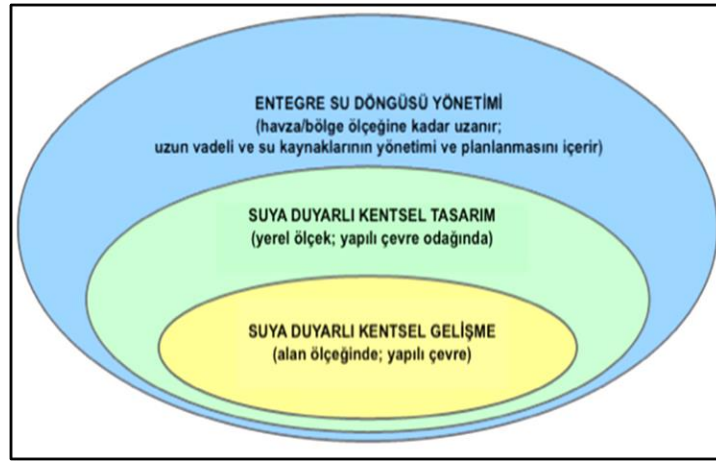 ENTEGRE SU DÖNGÜSÜ YÖNETİMİ
(havza/bölge ölçeğine kadar uzanır;
uzun vadeli ve su kaynaklarının yönetimi ve planlanmasını içerir)
SUYA DUYARLI KENTSEL TASARIM
(yerel ölçek; yapılı çevre odağında)
SUYA DUYARLI KENTSEL GELİŞME
(alan ölçeğinde; yapılı çevre)